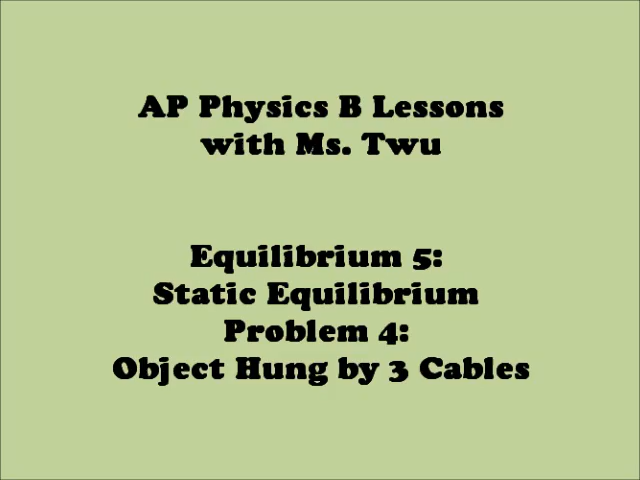 AP Physics B Lessons
with Ms. Twu
Equilibrium 5:
Static Equilibrium
Problem 4:
Object Hung by 3 Cables